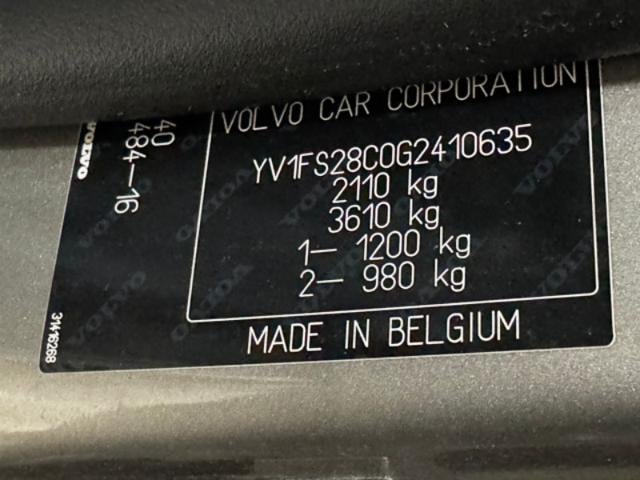 VOLVO CAR CORPORATION
YV1FS28C0G2410635
2110 kg
3610 kg
1– 1200 kg
2– 980 kg
MADE IN BELGIUM
40
484–16
VOLVO
31416268